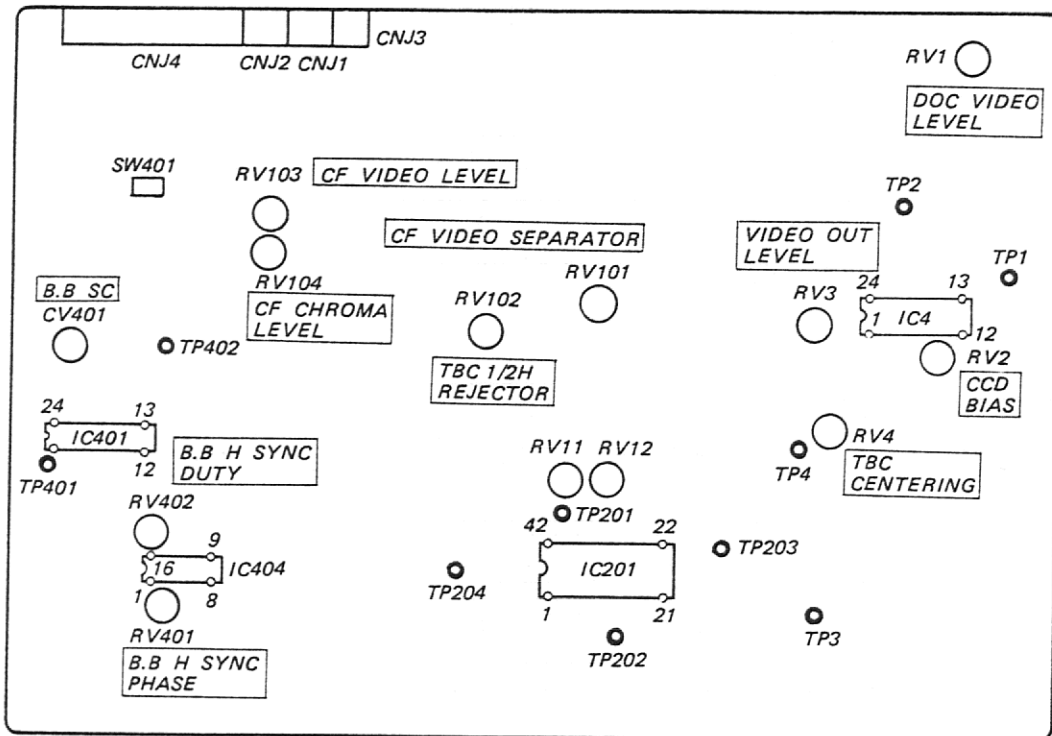 CNJ4
CNJ2
CNJ1
CNJ3
RV1
DOC VIDEO
LEVEL
SW401
RV103
CF VIDEO LEVEL
TP2
CF VIDEO SEPARATOR
VIDEO OUT
LEVEL
TP1
RV104
CF CHROMA
LEVEL
RV101
RV102
B.B SC
CV401
TP402
TBC 1/2H
REJECTOR
RV3
24
13
1
IC4
12
RV2
CCD
BIAS
24
13
IC401
12
TP401
B.B H SYNC
DUTY
RV11
RV12
RV4
TP4
TBC
CENTERING
RV402
TP201
9
16
IC404
1
8
42
22
IC201
1
21
TP203
TP204
TP202
TP3
RV401
B.B H SYNC
PHASE